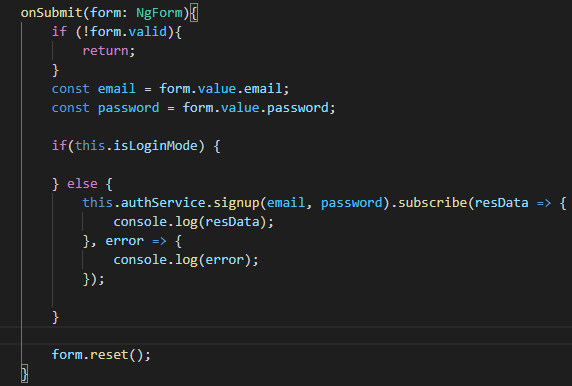 onSubmit(form: NgForm){
if (!form.valid){
return;
}
const email = form.value.email;
const password = form.value.password;
if(this.isLoginMode) {
} else {
this.authService.signup(email, password).subscribe(resData => {
console.log(resData);
}, error => {
console.log(error);
});
}
form.reset();
}